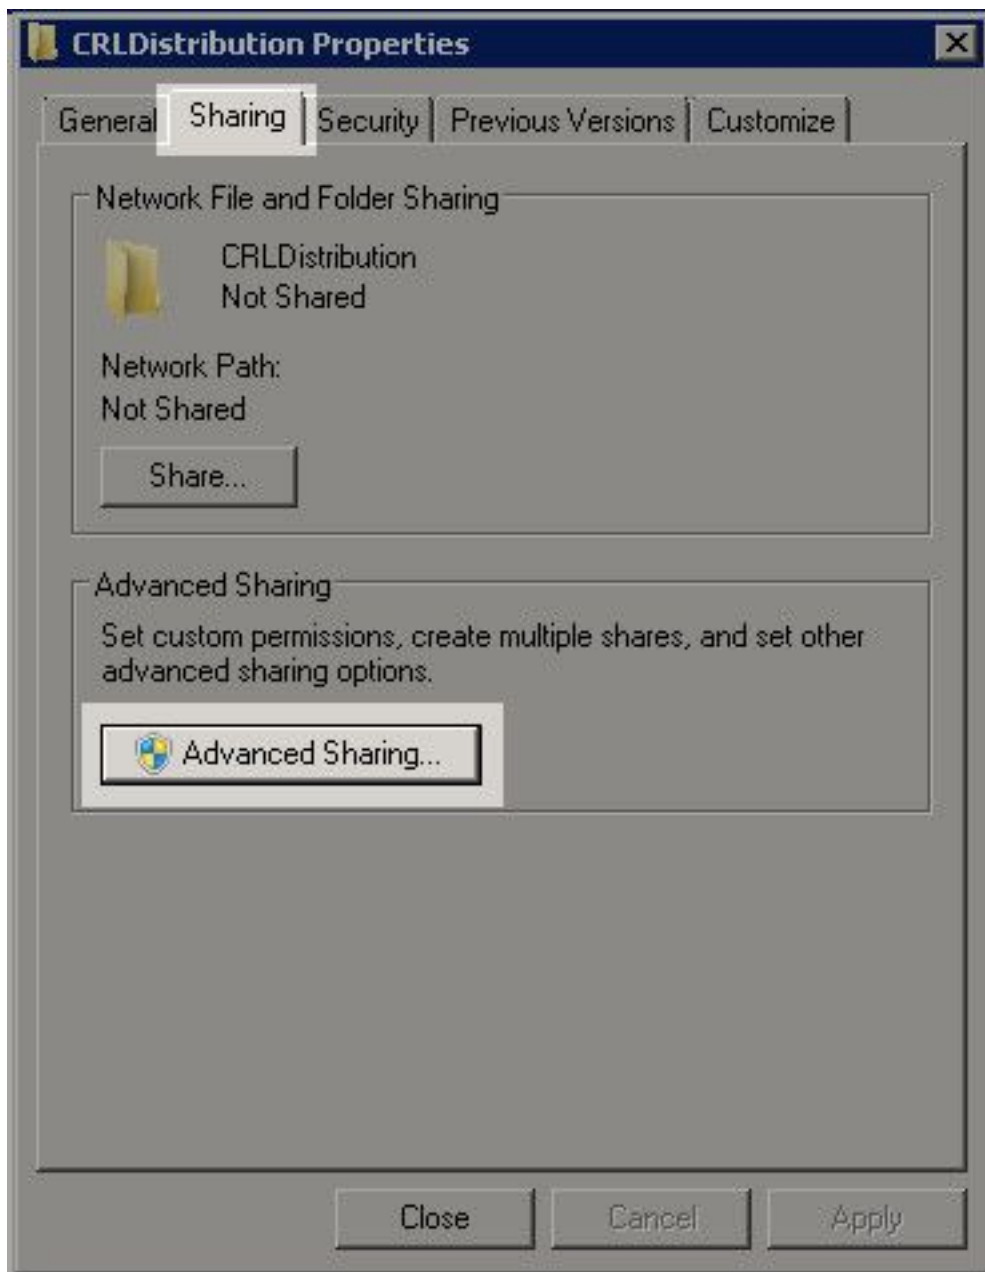 CRLDistribution Properties
General Sharing Security Previous Versions Customize
Network File and Folder Sharing
CRLDistribution
Not Shared
Network Path:
Not Shared
Share...
Advanced Sharing
Set custom permissions, create multiple shares, and set other
advanced sharing options.
Advanced Sharing...
Close Cancel Apply